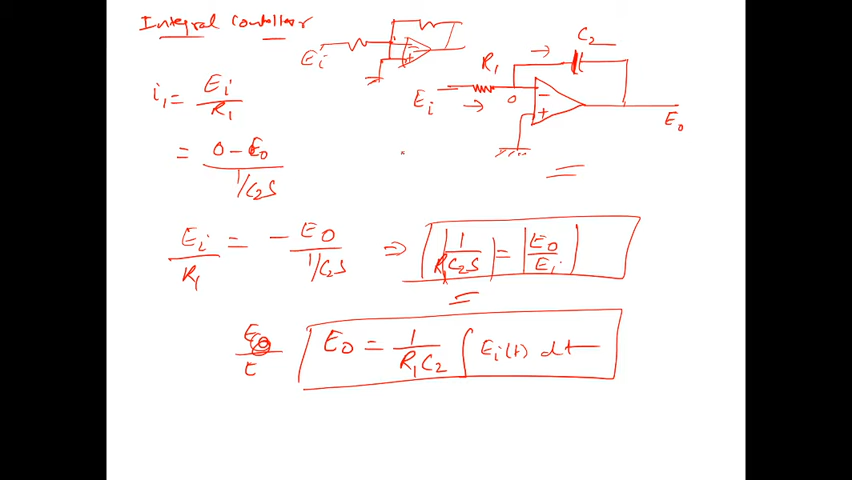 Integral Contoller
Ei
R1
C2
Ei
0
E0
i1 = Ei/R1
= 0 - E0 / 1/C2S
Ei/R1 = - E0 / 1/C2S ⇒ |1/R1C2S| = |E0/Ei|
E0 = 1/R1C2 ∫ Ei(t) dt
E